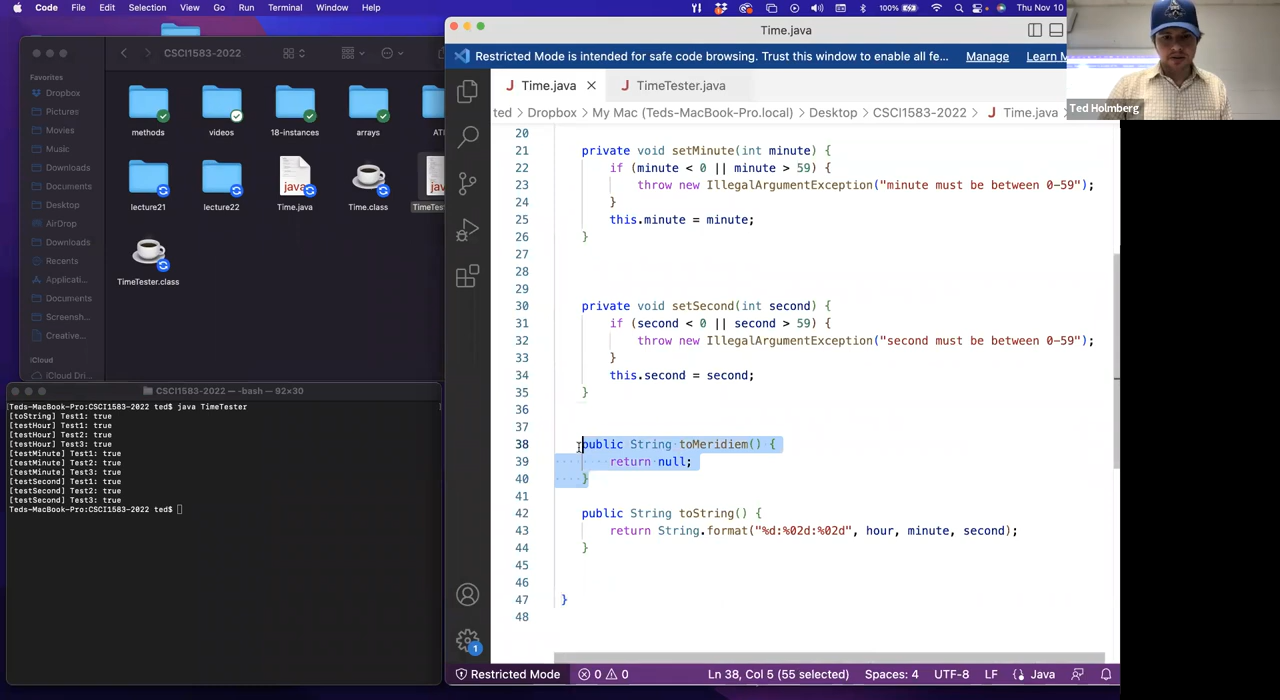 Code File Edit Selection View Go Run Terminal Window Help
100% Thu Nov 10
CSCI1583-2022
Favorites
Dropbox
Pictures
Movies
Music
Downloads
Documents
Desktop
AirDrop
Downloads
Recents
Applicati...
Documents
Screensh...
Creative...
iCloud
iCloud Dri...
methods videos 18-instances arrays
lecture21 lecture22 Time.java Time.class TimeTes
TimeTester.class
java
CSCI1583-2022 — -bash — 92×30
Teds-MacBook-Pro:CSCI1583-2022 ted$ java TimeTester
[toString] Test1: true
[testHour] Test1: true
[testHour] Test2: true
[testHour] Test3: true
[testMinute] Test1: true
[testMinute] Test2: true
[testMinute] Test3: true
[testSecond] Test1: true
[testSecond] Test2: true
[testSecond] Test3: true
Teds-MacBook-Pro:CSCI1583-2022 ted$
Time.java
Restricted Mode is intended for safe code browsing. Trust this window to enable all fe... Manage Learn M
Time.java TimeTester.java
ted > Dropbox > My Mac (Teds-MacBook-Pro.local) > Desktop > CSCI1583-2022 > Time.java
20
21 private void setMinute(int minute) {
22 if (minute < 0 || minute > 59) {
23 throw new IllegalArgumentException("minute must be between 0-59");
24 }
25 this.minute = minute;
26 }
27
28
29
30 private void setSecond(int second) {
31 if (second < 0 || second > 59) {
32 throw new IllegalArgumentException("second must be between 0-59");
33 }
34 this.second = second;
35 }
36
37
38 public String toMeridiem() {
39 return null;
40 }
41
42 public String toString() {
43 return String.format("%d:%02d:%02d", hour, minute, second);
44 }
45
46
47 }
48
1
Restricted Mode 0 0 Ln 38, Col 5 (55 selected) Spaces: 4 UTF-8 LF Java
Ted Holmberg